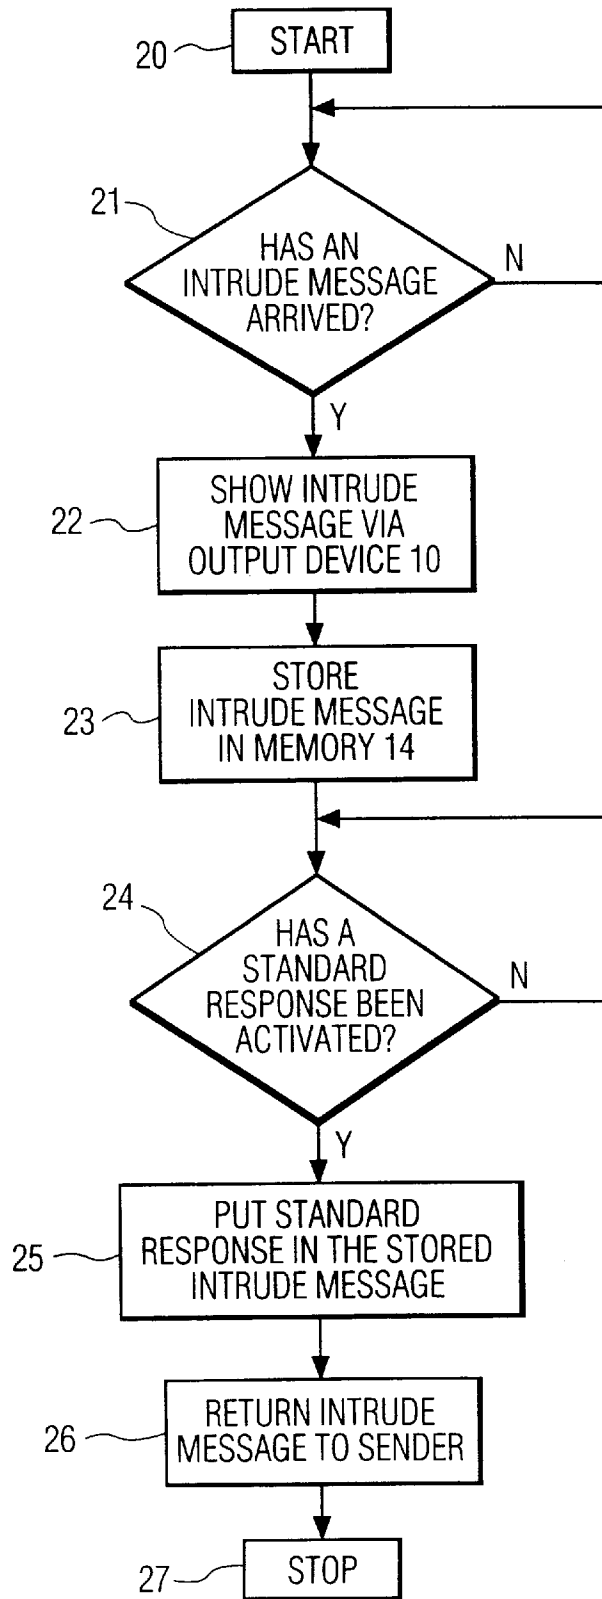 20
START
21
HAS AN
INTRUDE MESSAGE
ARRIVED?
N
Y
22
SHOW INTRUDE
MESSAGE VIA
OUTPUT DEVICE 10
23
STORE
INTRUDE MESSAGE
IN MEMORY 14
24
HAS A
STANDARD
RESPONSE BEEN
ACTIVATED?
N
Y
25
PUT STANDARD
RESPONSE IN THE STORED
INTRUDE MESSAGE
26
RETURN INTRUDE
MESSAGE TO SENDER
27
STOP